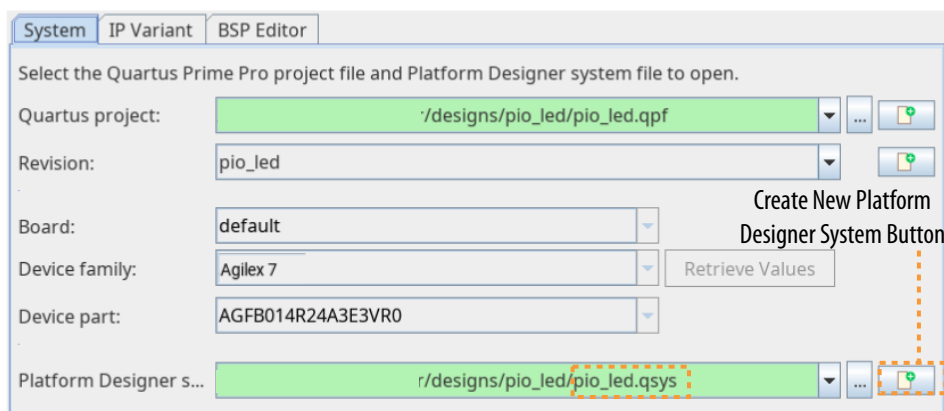 System IP Variant BSP Editor
Select the Quartus Prime Pro project file and Platform Designer system file to open.
Quartus project: r/designs/pio_led/pio_led.qpf ...
Revision: pio_led
Create New Platform
Designer System Button
Board: default
Device family: Agilex 7 Retrieve Values
Device part: AGFB014R24A3E3VR0
Platform Designer s... r/designs/pio_led/pio_led.qsys ...